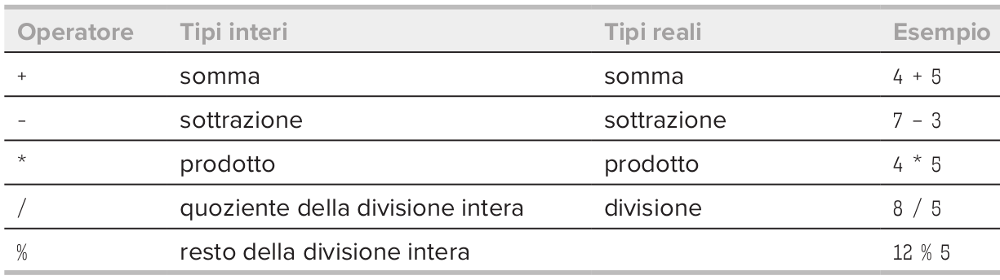 Operatore Tipi interi Tipi reali Esempio
+ somma somma 4 + 5
– sottrazione sottrazione 7 – 3
* prodotto prodotto 4 * 5
/ quoziente della divisione intera divisione 8 / 5
% resto della divisione intera 12 % 5